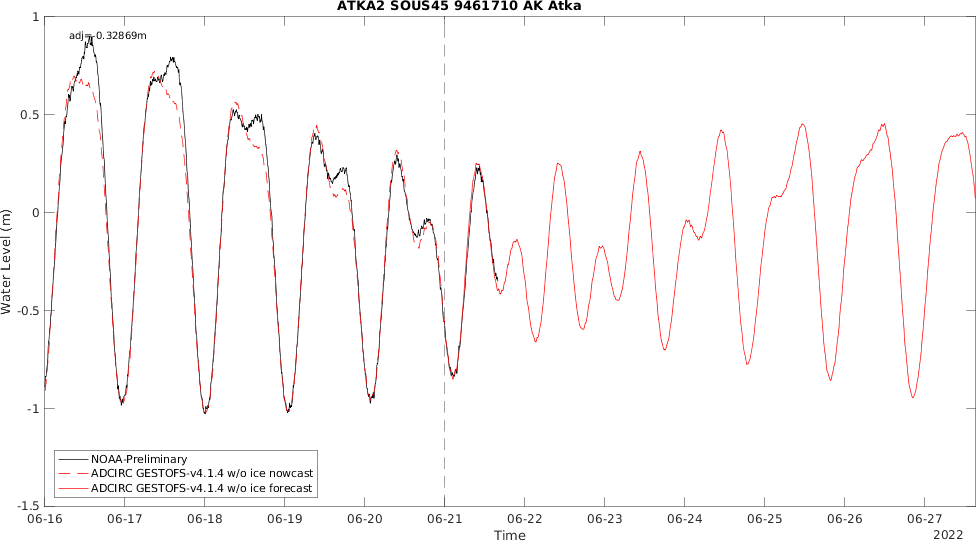 ATKA2 SOUS45 9461710 AK Atka
adj=-0.32869m
1
0.5
0
-0.5
-1
-1.5
Water Level (m)
NOAA-Preliminary
ADCIRC GESTOFS-v4.1.4 w/o ice nowcast
ADCIRC GESTOFS-v4.1.4 w/o ice forecast
06-16 06-17 06-18 06-19 06-20 06-21 06-22 06-23 06-24 06-25 06-26 06-27
Time
2022